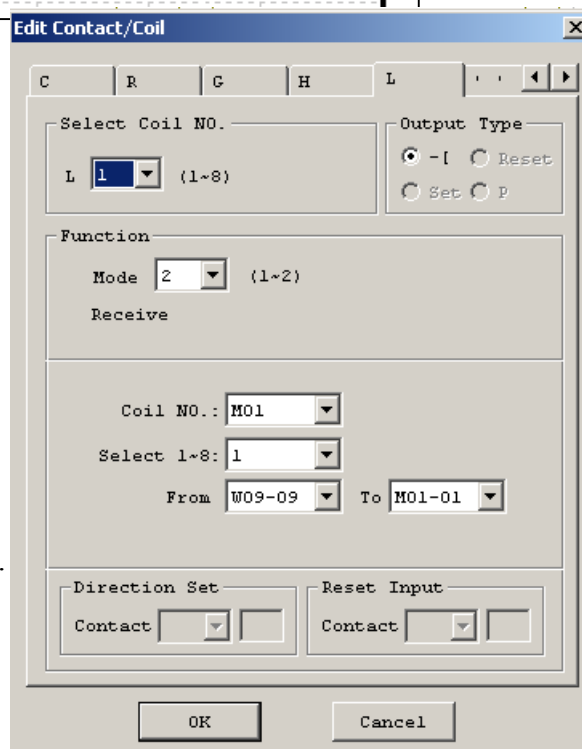 Edit Contact/Coil
C R G H L
Select Coil NO.
L 1 (1~8)
Output Type
-[ Reset
Set P
Function
Mode 2 (1~2)
Receive
Coil NO.: M01
Select 1~8: 1
From W09-09 To M01-01
Direction Set
Contact
Reset Input
Contact
OK Cancel